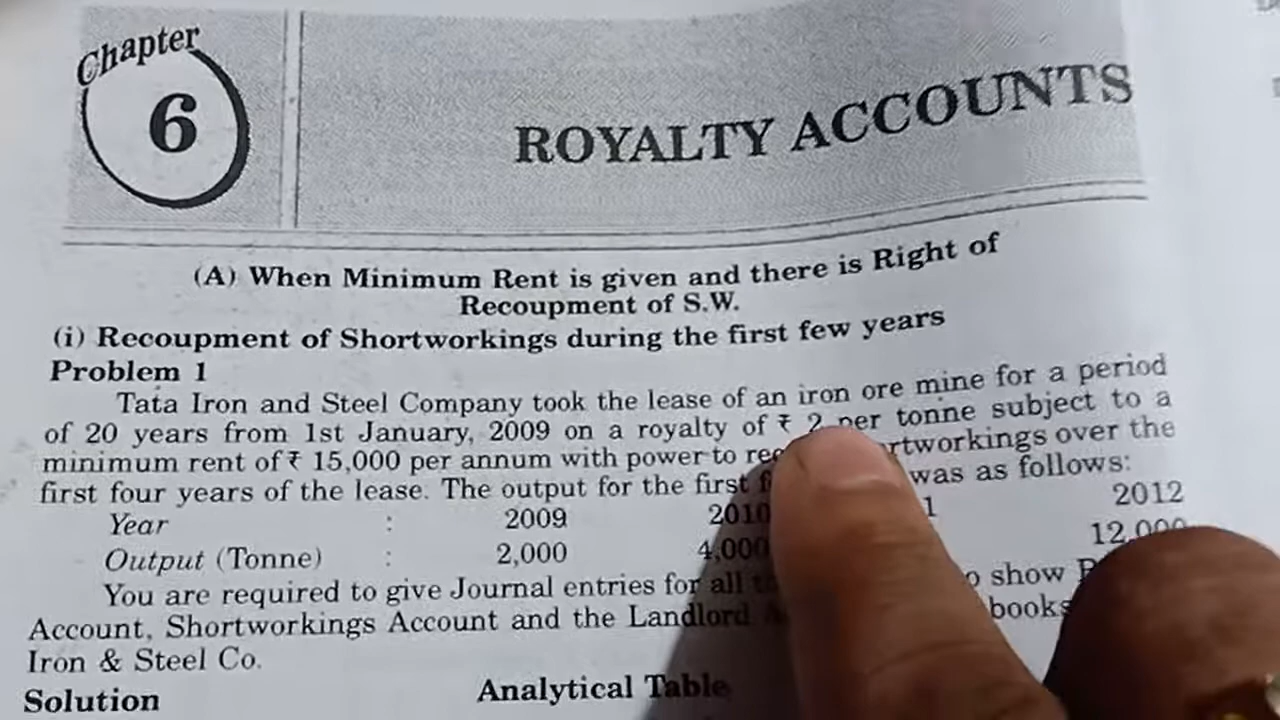 Chapter
6
ROYALTY ACCOUNTS
(A) When Minimum Rent is given and there is Right of
Recoupment of S.W.
(i) Recoupment of Shortworkings during the first few years
Problem 1
Tata Iron and Steel Company took the lease of an iron ore mine for a period
of 20 years from 1st January, 2009 on a royalty of ₹ 2 per tonne subject to a
minimum rent of ₹ 15,000 per annum with power to over the
first four years of the lease. The output for the first was as follows:
Year : 2009 2010 2012
Output (Tonne) : 2,000 4,000 12,000
You are required to give Journal entries for all show
Account, Shortworkings Account and the Landlord books
Iron & Steel Co.
Solution Analytical Table